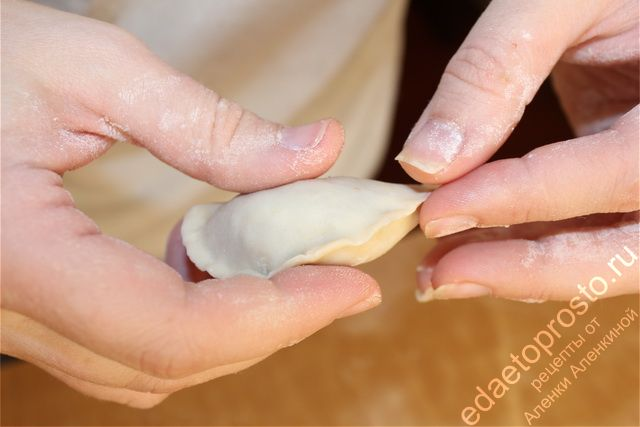 edaetoprosto.ru
рецепты от
Аленки Аленкиной